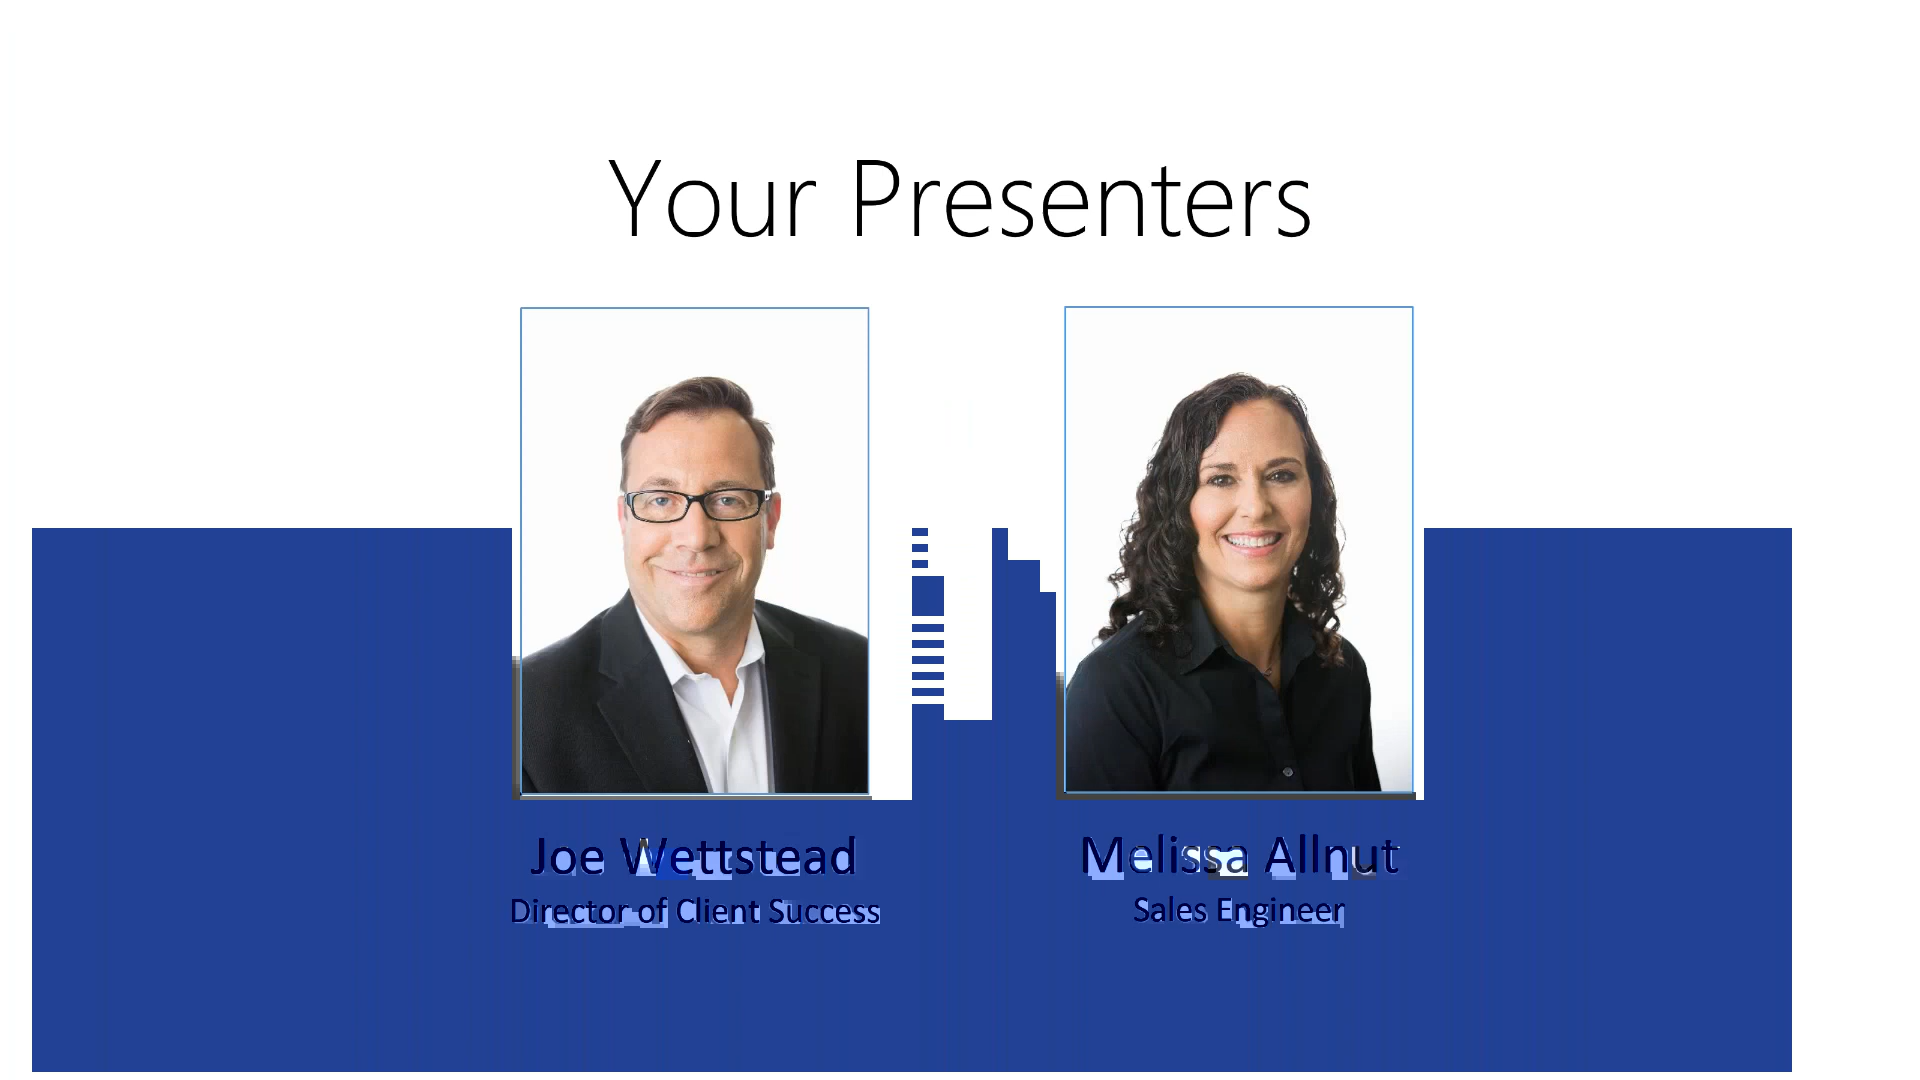 Your Presenters
Joe Wettstead
Director of Client Success
Melissa Allnut
Sales Engineer